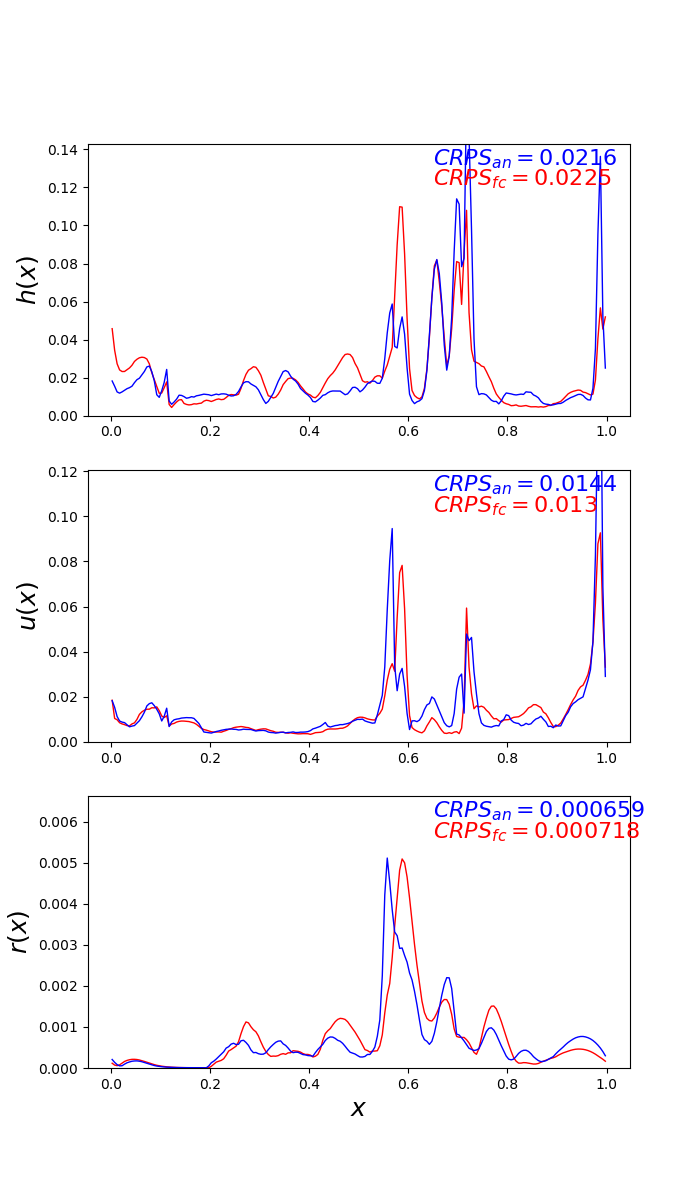 0.14
0.12
0.10
0.08
0.06
0.04
0.02
0.00
h(x)
CRPS_an = 0.0216
CRPS_fc = 0.0225
0.0 0.2 0.4 0.6 0.8 1.0
0.12
0.10
0.08
0.06
0.04
0.02
0.00
u(x)
CRPS_an = 0.0144
CRPS_fc = 0.013
0.0 0.2 0.4 0.6 0.8 1.0
0.006
0.005
0.004
0.003
0.002
0.001
0.000
r(x)
CRPS_an = 0.000659
CRPS_fc = 0.000718
0.0 0.2 0.4 0.6 0.8 1.0
x